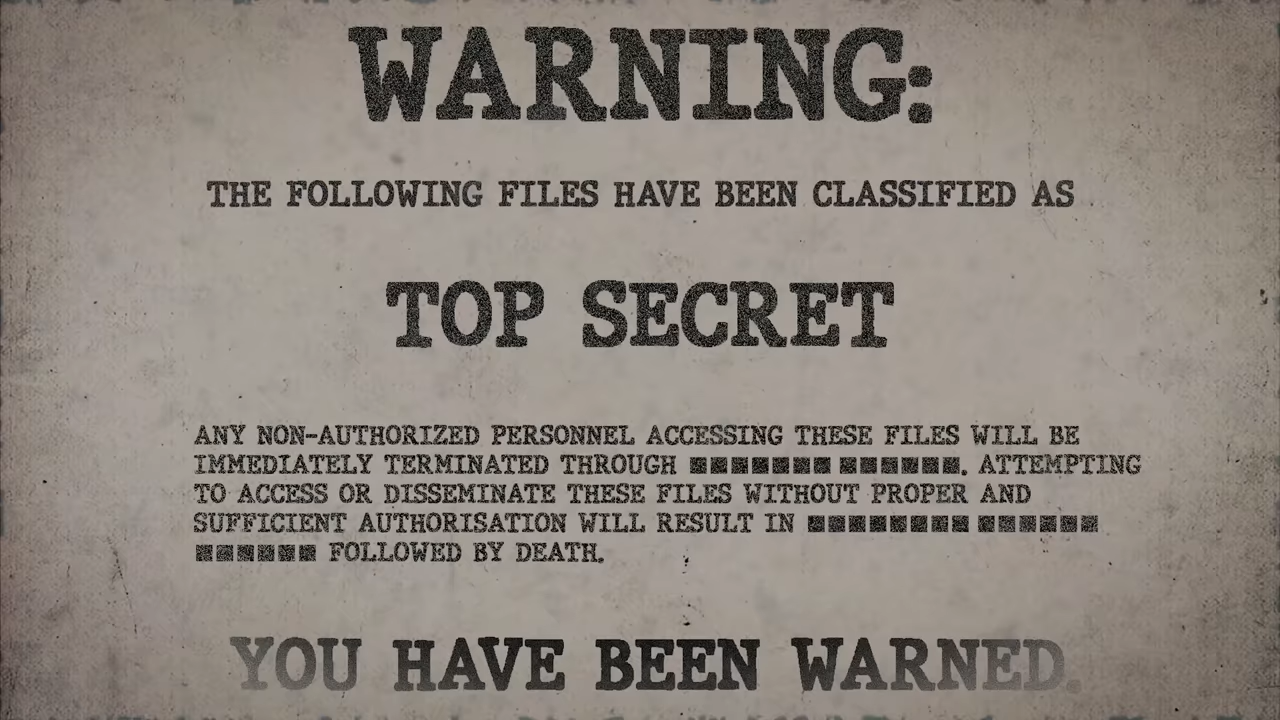 WARNING:
THE FOLLOWING FILES HAVE BEEN CLASSIFIED AS
TOP SECRET
ANY NON-AUTHORIZED PERSONNEL ACCESSING THESE FILES WILL BE
IMMEDIATELY TERMINATED THROUGH ■■■■■■■ ■■■■■■. ATTEMPTING
TO ACCESS OR DISSEMINATE THESE FILES WITHOUT PROPER AND
SUFFICIENT AUTHORISATION WILL RESULT IN ■■■■■■■■ ■■■■■■
■■■■■■ FOLLOWED BY DEATH.
YOU HAVE BEEN WARNED.